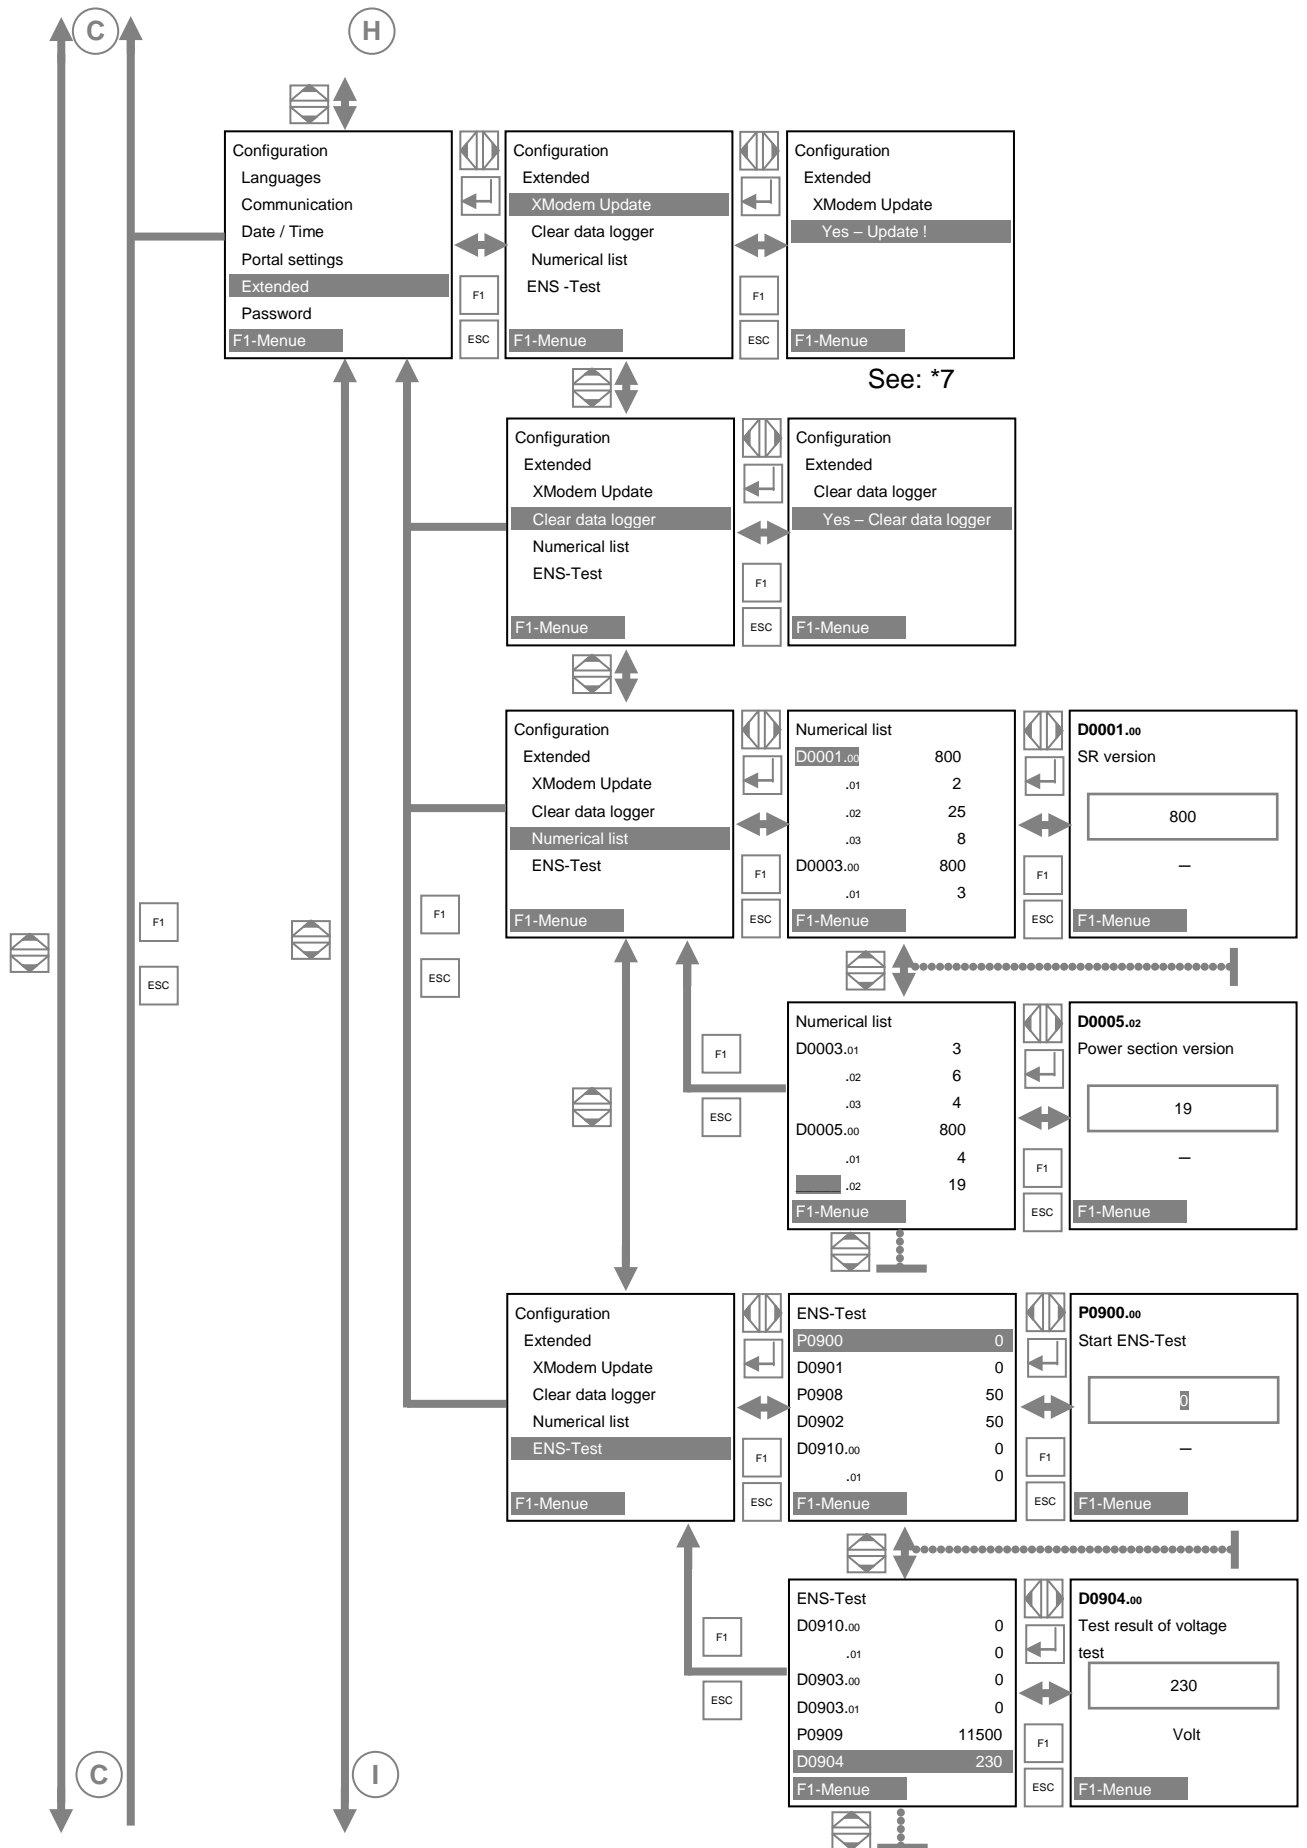 C
H
Configuration
Languages
Communication
Date / Time
Portal settings
Extended
Password
F1-Menue
F1
ESC
Configuration
Extended
XModem Update
Clear data logger
Numerical list
ENS -Test
F1-Menue
F1
ESC
Configuration
Extended
XModem Update
Yes – Update !
F1-Menue
See: *7
Configuration
Extended
XModem Update
Clear data logger
Numerical list
ENS-Test
F1-Menue
F1
ESC
Configuration
Extended
Clear data logger
Yes – Clear data logger
F1-Menue
Configuration
Extended
XModem Update
Clear data logger
Numerical list
ENS-Test
F1-Menue
F1
ESC
Numerical list
D0001.00 800
.01 2
.02 25
.03 8
D0003.00 800
.01 3
F1-Menue
F1
ESC
D0001.00
SR version
800
–
F1-Menue
F1
ESC
F1
ESC
F1
ESC
Numerical list
D0003.01 3
.02 6
.03 4
D0005.00 800
.01 4
.02 19
F1-Menue
F1
ESC
D0005.02
Power section version
19
–
F1-Menue
Configuration
Extended
XModem Update
Clear data logger
Numerical list
ENS-Test
F1-Menue
F1
ESC
ENS-Test
P0900 0
D0901 0
P0908 50
D0902 50
D0910.00 0
.01 0
F1-Menue
F1
ESC
P0900.00
Start ENS-Test
0
–
F1-Menue
F1
ESC
ENS-Test
D0910.00 0
.01 0
D0903.00 0
D0903.01 0
P0909 11500
D0904 230
F1-Menue
F1
ESC
D0904.00
Test result of voltage
test
230
Volt
F1-Menue
C
I